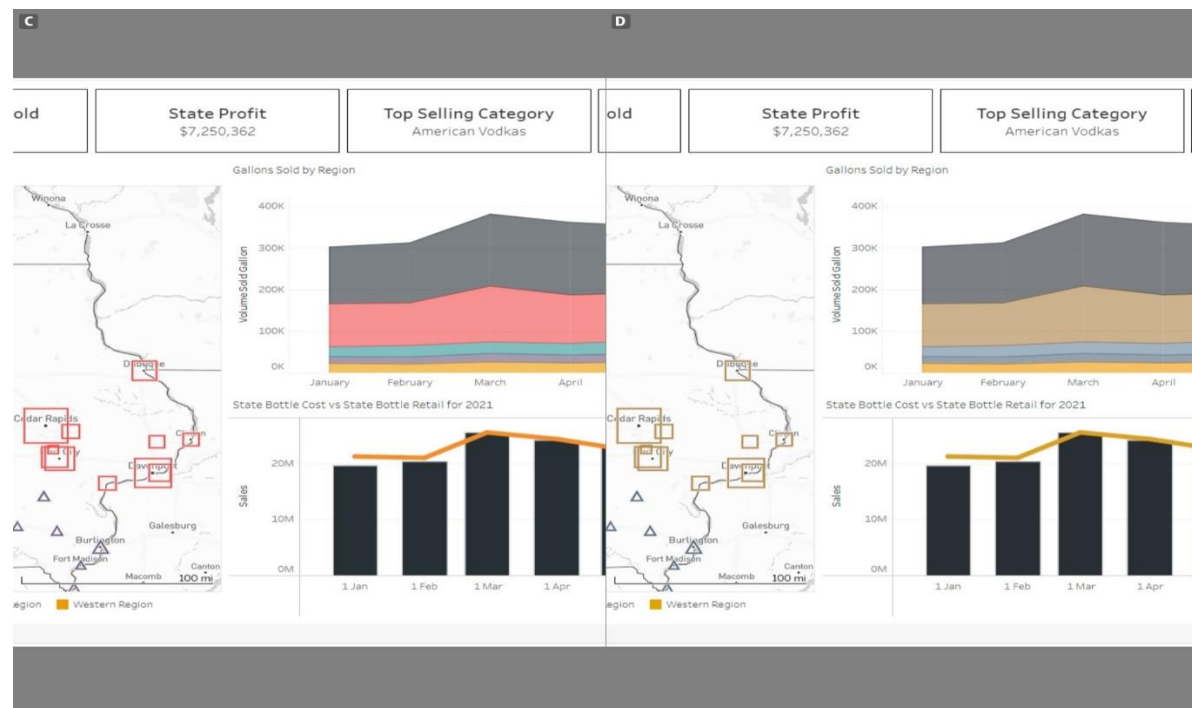 C
old
State Profit
$7,250,362
Top Selling Category
American Vodkas
Gallons Sold by Region
Winona
La Crosse
Dubuque
Cedar Rapids
City
Clinton
Davenport
Galesburg
Burlington
Fort Madison
Macomb
Canton
100 mi
400K
300K
200K
100K
0K
Volume Sold Gallon
January
February
March
April
State Bottle Cost vs State Bottle Retail for 2021
20M
10M
0M
Sales
1 Jan
1 Feb
1 Mar
1 Apr
egion
Western Region
D
old
State Profit
$7,250,362
Top Selling Category
American Vodkas
Gallons Sold by Region
Winona
La Crosse
Dubuque
Cedar Rapids
City
Clinton
Davenport
Galesburg
Burlington
Fort Madison
Macomb
Canton
100 mi
400K
300K
200K
100K
0K
Volume Sold Gallon
January
February
March
April
State Bottle Cost vs State Bottle Retail for 2021
20M
10M
0M
Sales
1 Jan
1 Feb
1 Mar
1 Apr
egion
Western Region